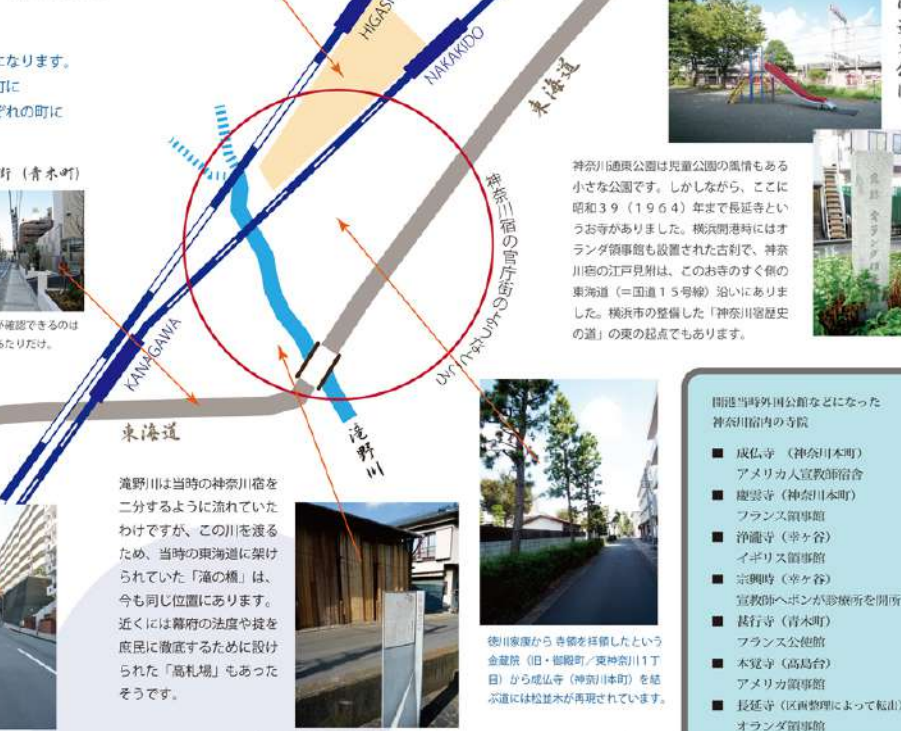 になります。
町に
ぞれの町に
街（青木町）
が確認できるのは
あたりだけ。
HIGAS
NAKAKIDO
KANAGAWA
東海道
東海道
滝野川
神奈川宿の官庁街のようなところ
神奈川通東公園は児童公園の風情もある
小さな公園です。しかしながら、ここに
昭和３９（１９６４）年まで長延寺とい
うお寺がありました。横浜開港時にはオ
ランダ領事館も設置された古刹で、神奈
川宿の江戸見附は、このお寺のすぐ側の
東海道（＝国道１５号線）沿いにありま
した。横浜市の整備した「神奈川宿歴史
の道」の東の起点でもあります。
滝野川は当時の神奈川宿を
二分するように流れていた
わけですが、この川を渡る
ため、当時の東海道に架け
られていた「滝の橋」は、
今も同じ位置にあります。
近くには幕府の法度や掟を
庶民に徹底するために設け
られた「高札場」もあった
そうです。
徳川家康から寺領を拝領したという
金蔵院（旧・御殿町／東神奈川１丁
目）から成仏寺（神奈川本町）を結
ぶ道には松並木が再現されています。
開港当時外国公館などになった
神奈川宿内の寺院
■ 成仏寺 （神奈川本町）
アメリカ人宣教師宿舎
■ 慶雲寺（神奈川本町）
フランス領事館
■ 浄瀧寺（幸ヶ谷）
イギリス領事館
■ 宗興時（幸ヶ谷）
宣教師ヘボンが診療所を開所
■ 甚行寺（青木町）
フランス公使館
■ 本覚寺（高島台）
アメリカ領事館
■ 長延寺（区画整理によって転出）
オランダ領事館